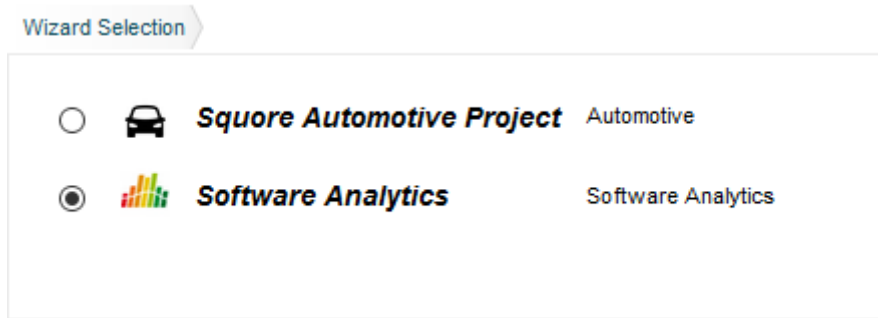 Wizard Selection
Squore Automotive Project Automotive
Software Analytics Software Analytics